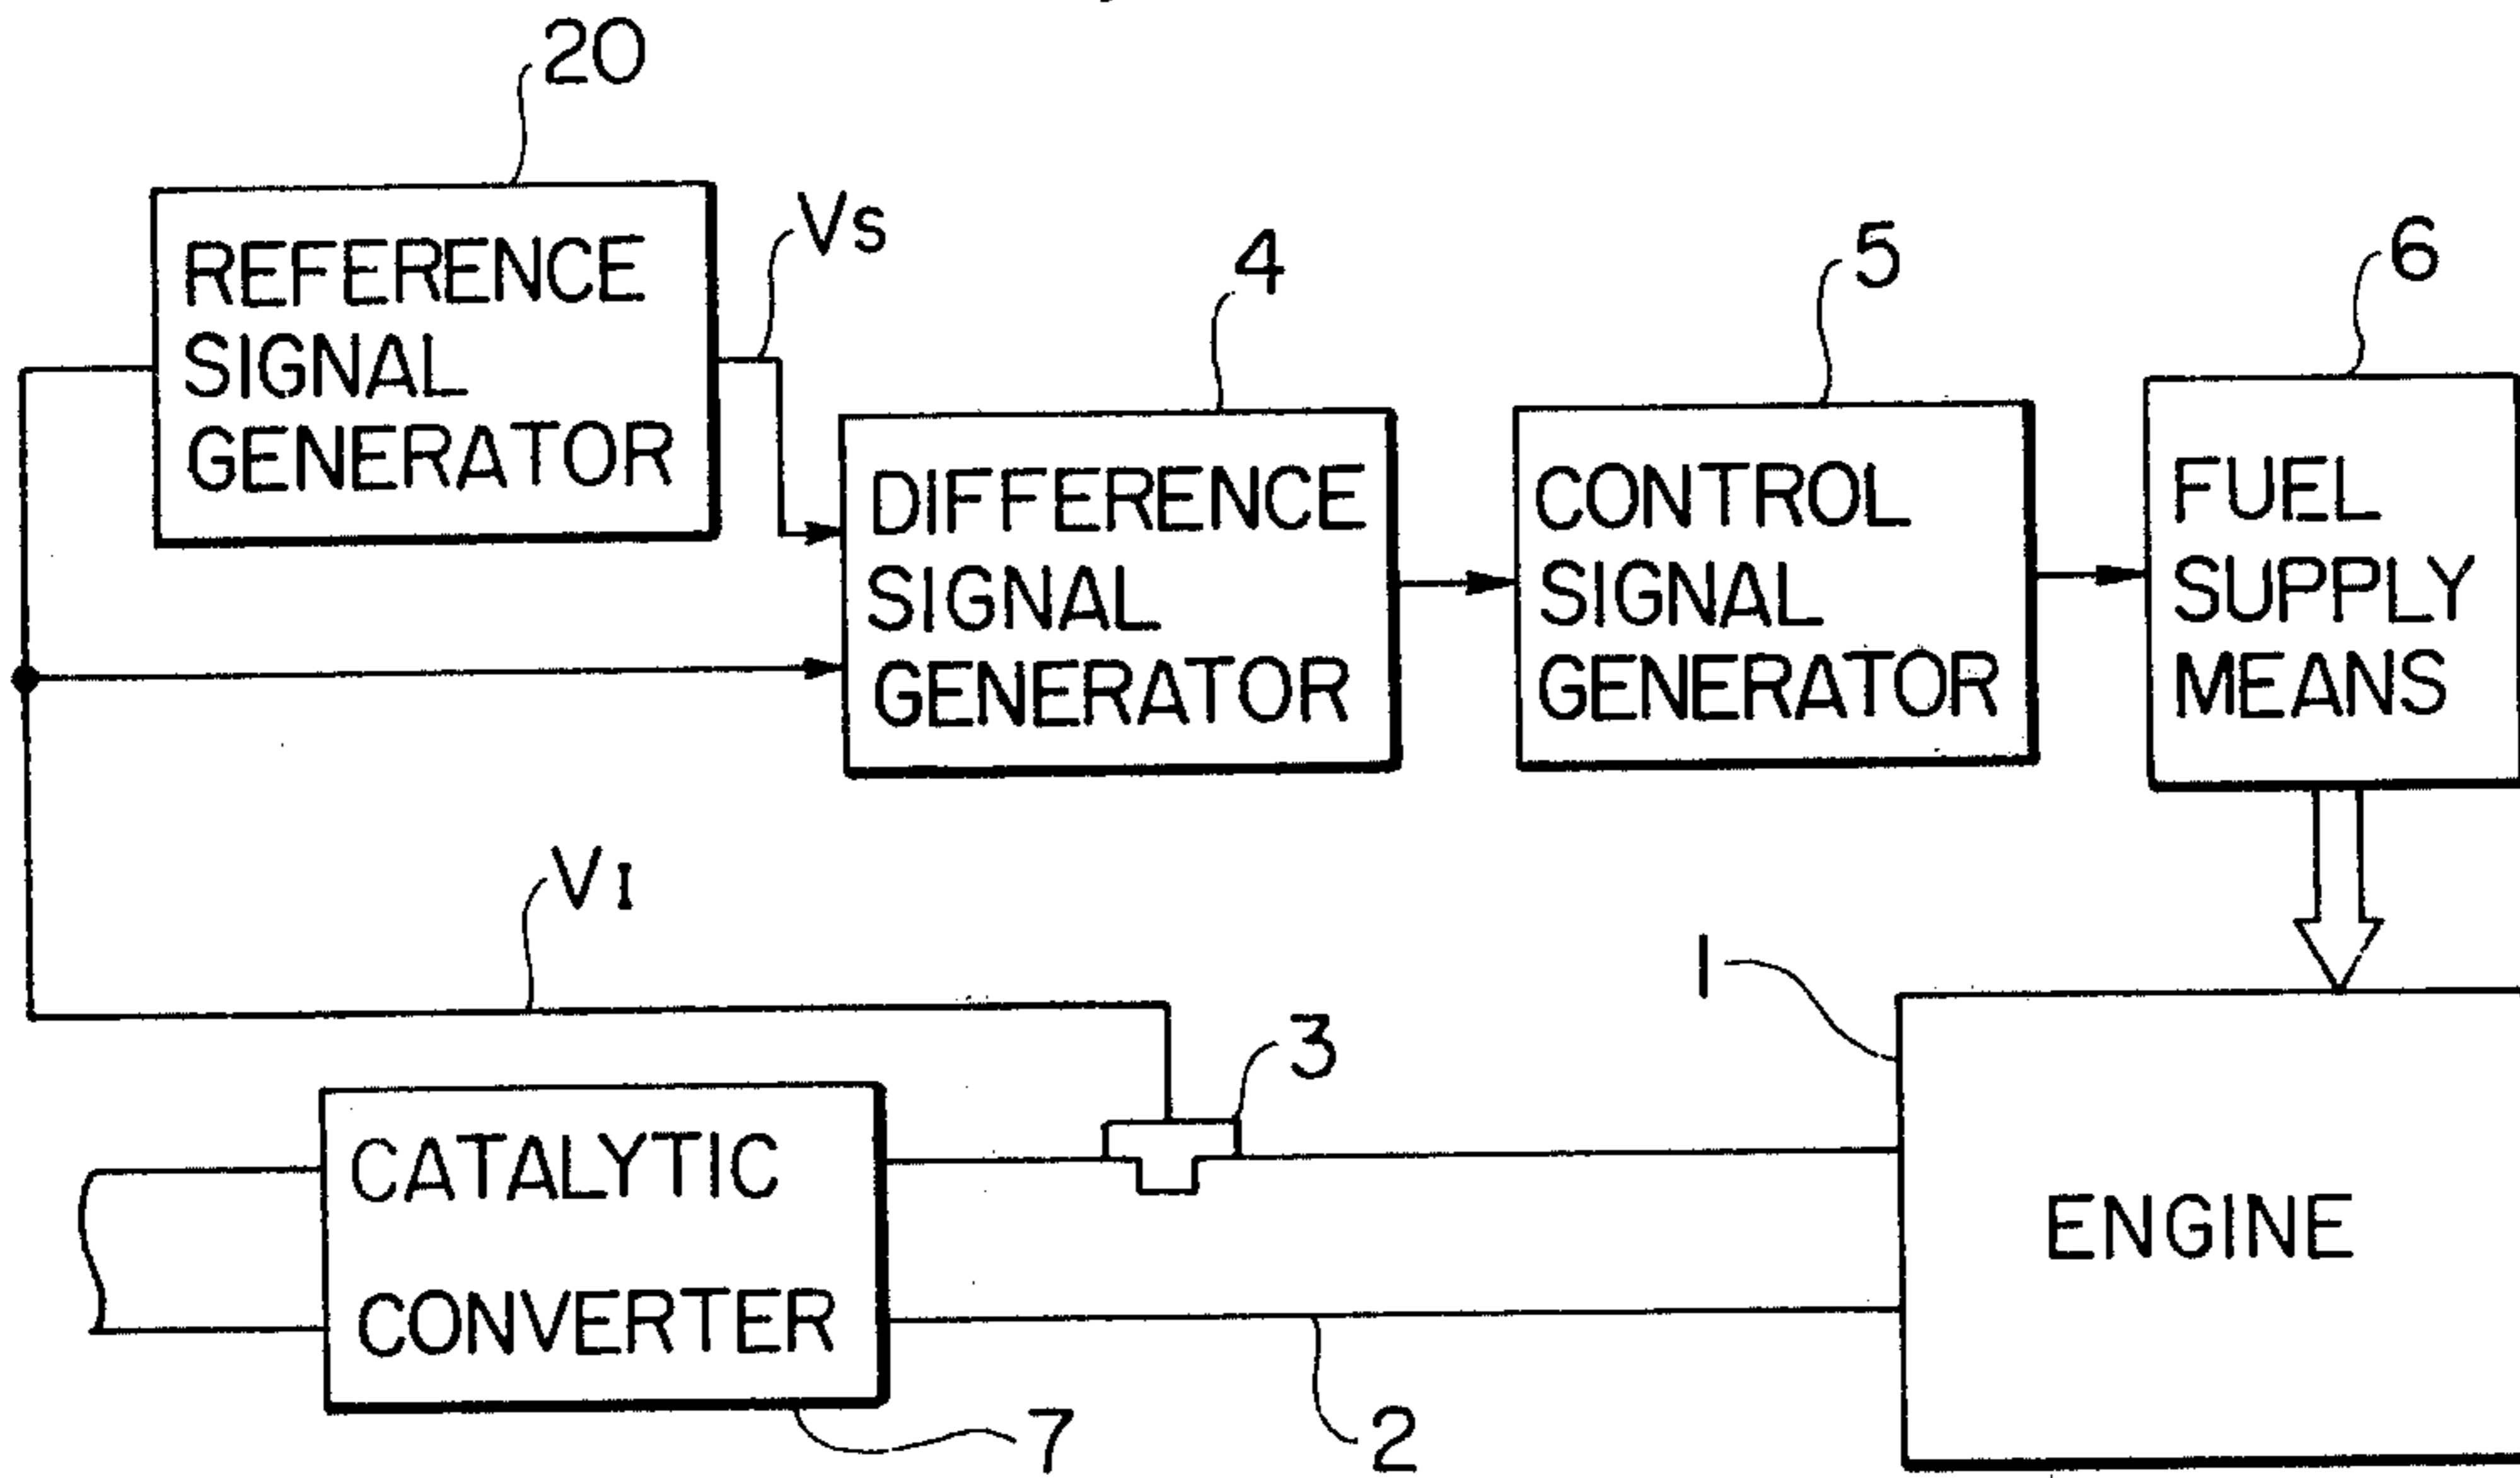 20
REFERENCE
SIGNAL
GENERATOR
Vs
4
DIFFERENCE
SIGNAL
GENERATOR
5
CONTROL
SIGNAL
GENERATOR
6
FUEL
SUPPLY
MEANS
VI
1
3
CATALYTIC
CONVERTER
ENGINE
7
2